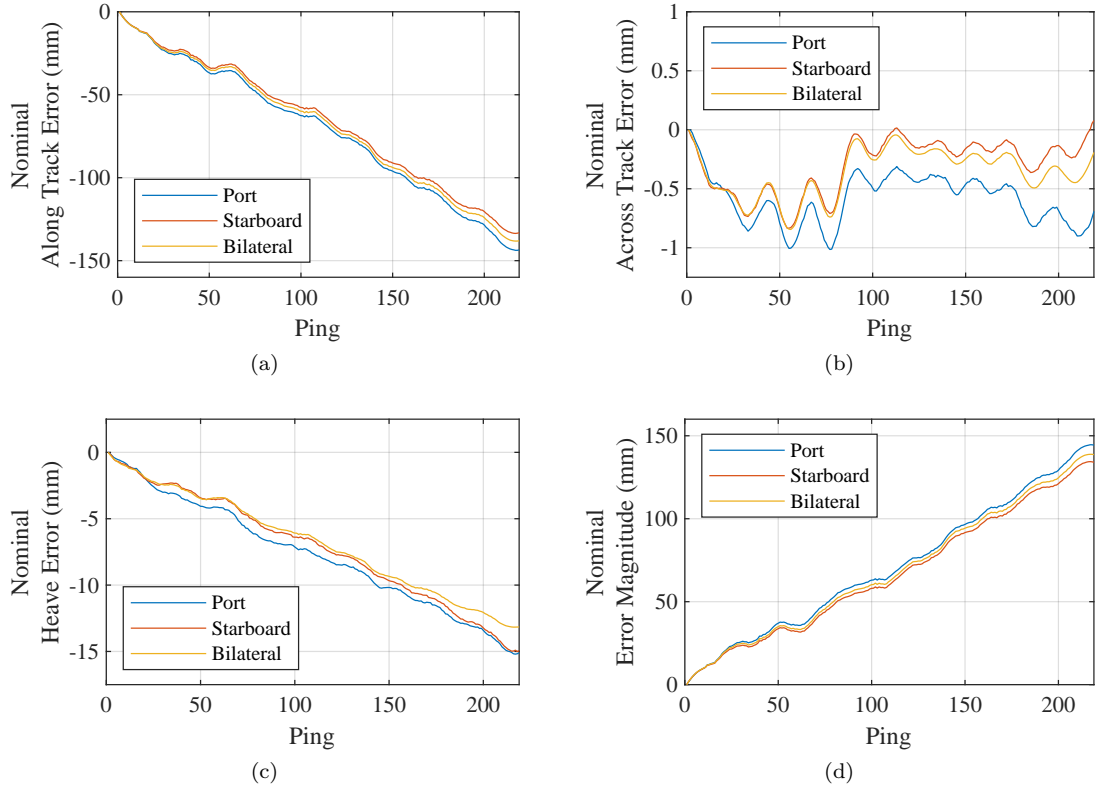 0
-50
-100
-150
Nominal
Along Track Error (mm)
Port
Starboard
Bilateral
0 50 100 150 200
Ping
(a)
1
0.5
0
-0.5
-1
Nominal
Across Track Error (mm)
Port
Starboard
Bilateral
0 50 100 150 200
Ping
(b)
0
-5
-10
-15
Nominal
Heave Error (mm)
Port
Starboard
Bilateral
0 50 100 150 200
Ping
(c)
150
100
50
0
Nominal
Error Magnitude (mm)
Port
Starboard
Bilateral
0 50 100 150 200
Ping
(d)